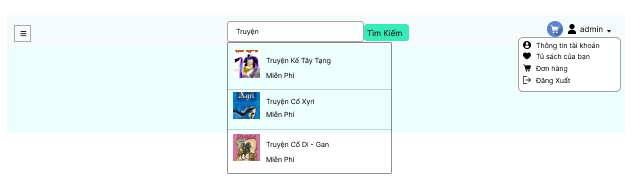 Truyện
Tìm Kiếm
admin
Thông tin tài khoản
Tủ sách của bạn
Đơn hàng
Đăng Xuất
Truyện Kể Tây Tạng
Miễn Phí
Xyri
Truyện Cổ Xyri
Miễn Phí
Truyện Cổ Di - Gan
Miễn Phí